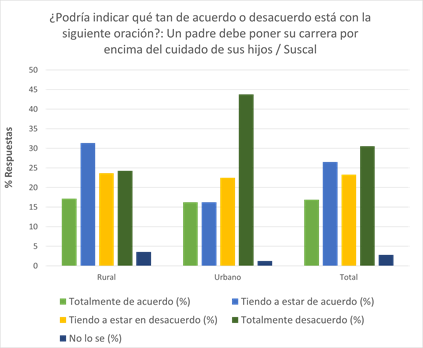 ¿Podría indicar qué tan de acuerdo o desacuerdo está con la
siguiente oración?: Un padre debe poner su carrera por
encima del cuidado de sus hijos / Suscal
% Respuestas
50
45
40
35
30
25
20
15
10
5
0
Rural Urbano Total
Totalmente de acuerdo (%) Tiendo a estar de acuerdo (%)
Tiendo a estar en desacuerdo (%) Totalmente desacuerdo (%)
No lo se (%)